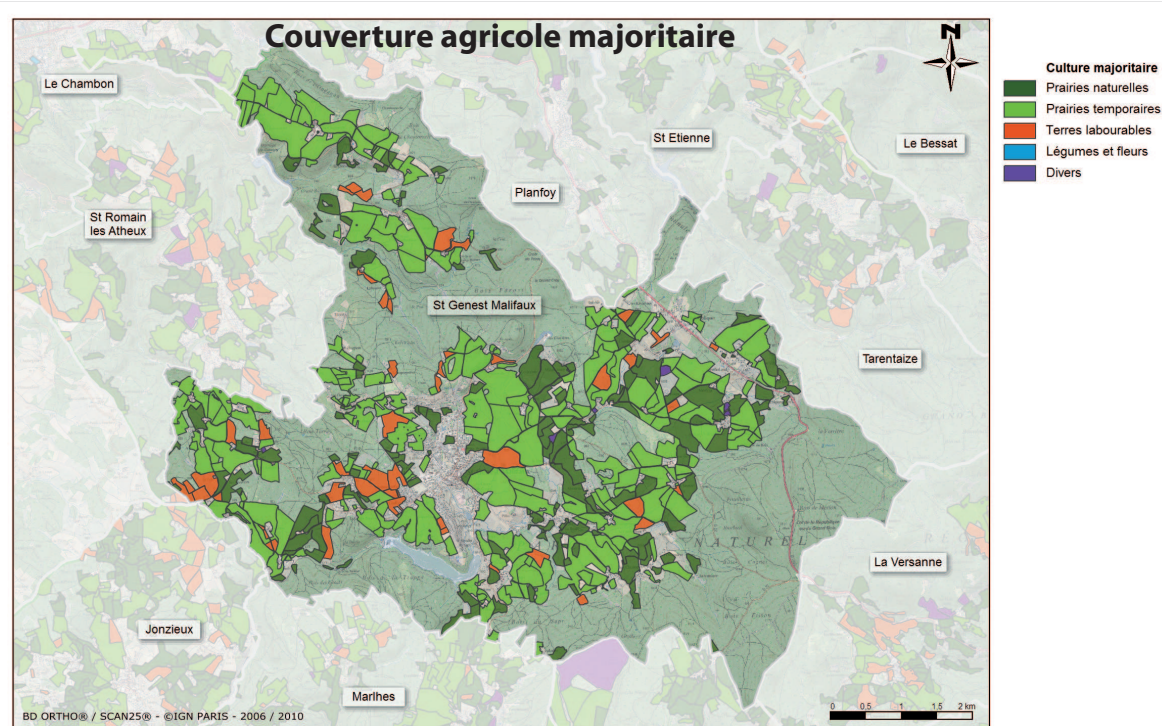 Couverture agricole majoritaire
N
Le Chambon
St Etienne
Le Bessat
Planfoy
St Romain
les Atheux
St Genest Malifaux
Tarentaize
NATUREL
La Versanne
Jonzieux
Marlhes
BD ORTHO® / SCAN25® - ©IGN PARIS - 2006 / 2010
0 0,5 1 1,5 2 km
Culture majoritaire
Prairies naturelles
Prairies temporaires
Terres labourables
Légumes et fleurs
Divers